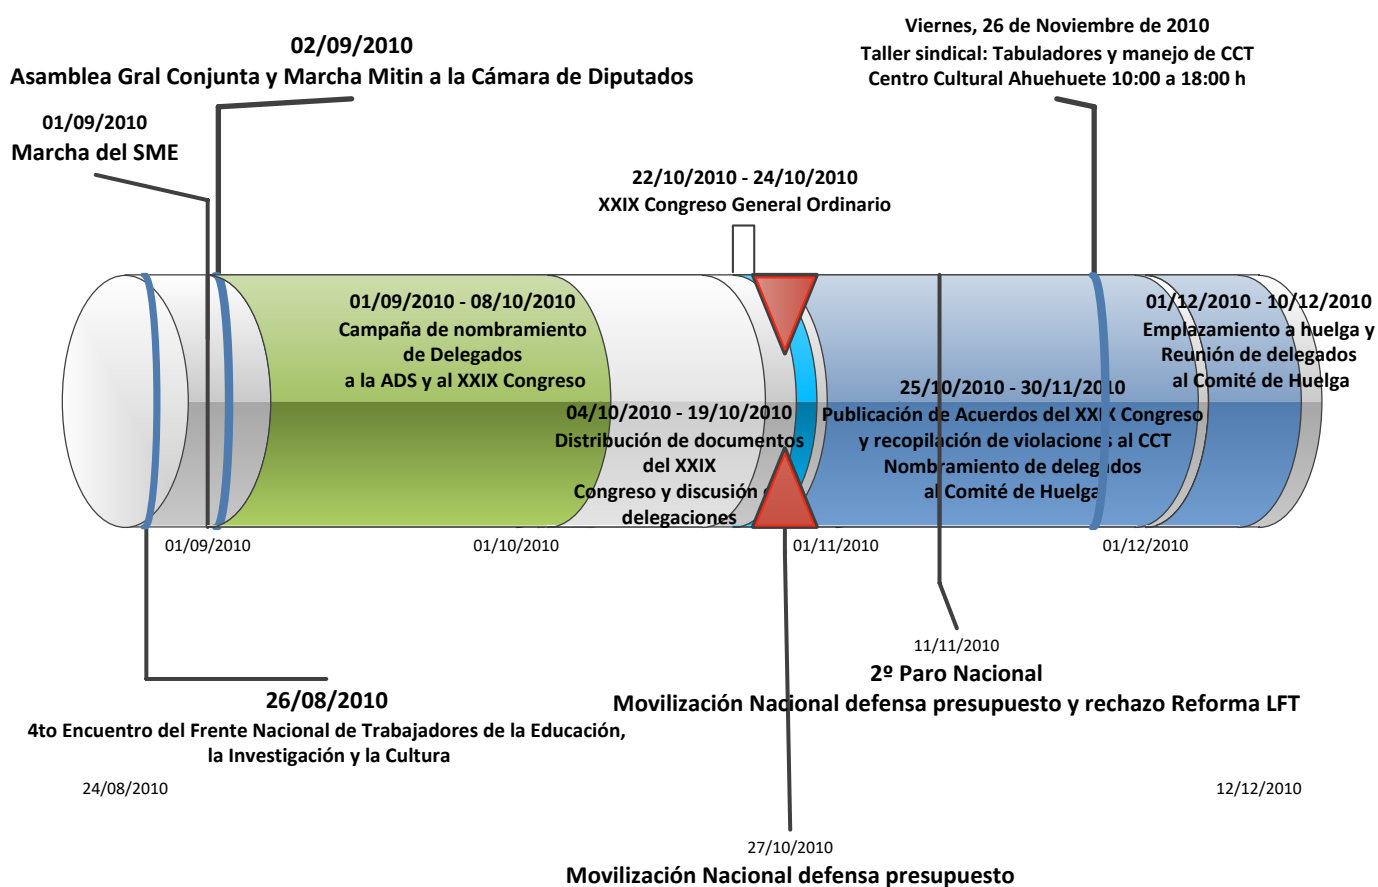 02/09/2010
Asamblea Gral Conjunta y Marcha Mitin a la Cámara de Diputados
Viernes, 26 de Noviembre de 2010
Taller sindical: Tabuladores y manejo de CCT
Centro Cultural Ahuehuete 10:00 a 18:00 h
01/09/2010
Marcha del SME
22/10/2010 - 24/10/2010
XXIX Congreso General Ordinario
01/09/2010 - 08/10/2010
Campaña de nombramiento
de Delegados
a la ADS y al XXIX Congreso
01/12/2010 - 10/12/2010
Emplazamiento a huelga y
Reunión de delegados
al Comité de Huelga
04/10/2010 - 19/10/2010
Distribución de documentos
del XXIX
Congreso y discusión
delegaciones
25/10/2010 - 30/11/2010
Publicación de Acuerdos del XXIX Congreso
y recopilación de violaciones al CCT
Nombramiento de delegados
al Comité de Huelga
01/09/2010
01/10/2010
01/11/2010
01/12/2010
11/11/2010
2º Paro Nacional
Movilización Nacional defensa presupuesto y rechazo Reforma LFT
26/08/2010
4to Encuentro del Frente Nacional de Trabajadores de la Educación,
la Investigación y la Cultura
24/08/2010
12/12/2010
27/10/2010
Movilización Nacional defensa presupuesto